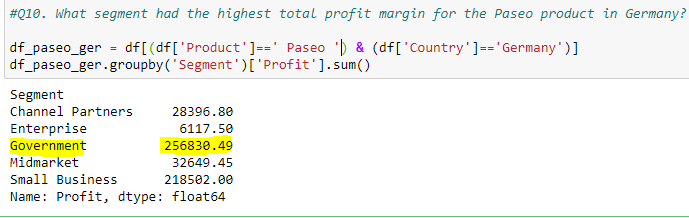 #Q10. What segment had the highest total profit margin for the Paseo product in Germany?
df_paseo_ger = df[(df['Product']==' Paseo ') & (df['Country']=='Germany')]
df_paseo_ger.groupby('Segment')['Profit'].sum()
Segment
Channel Partners 28396.80
Enterprise 6117.50
Government 256830.49
Midmarket 32649.45
Small Business 218502.00
Name: Profit, dtype: float64